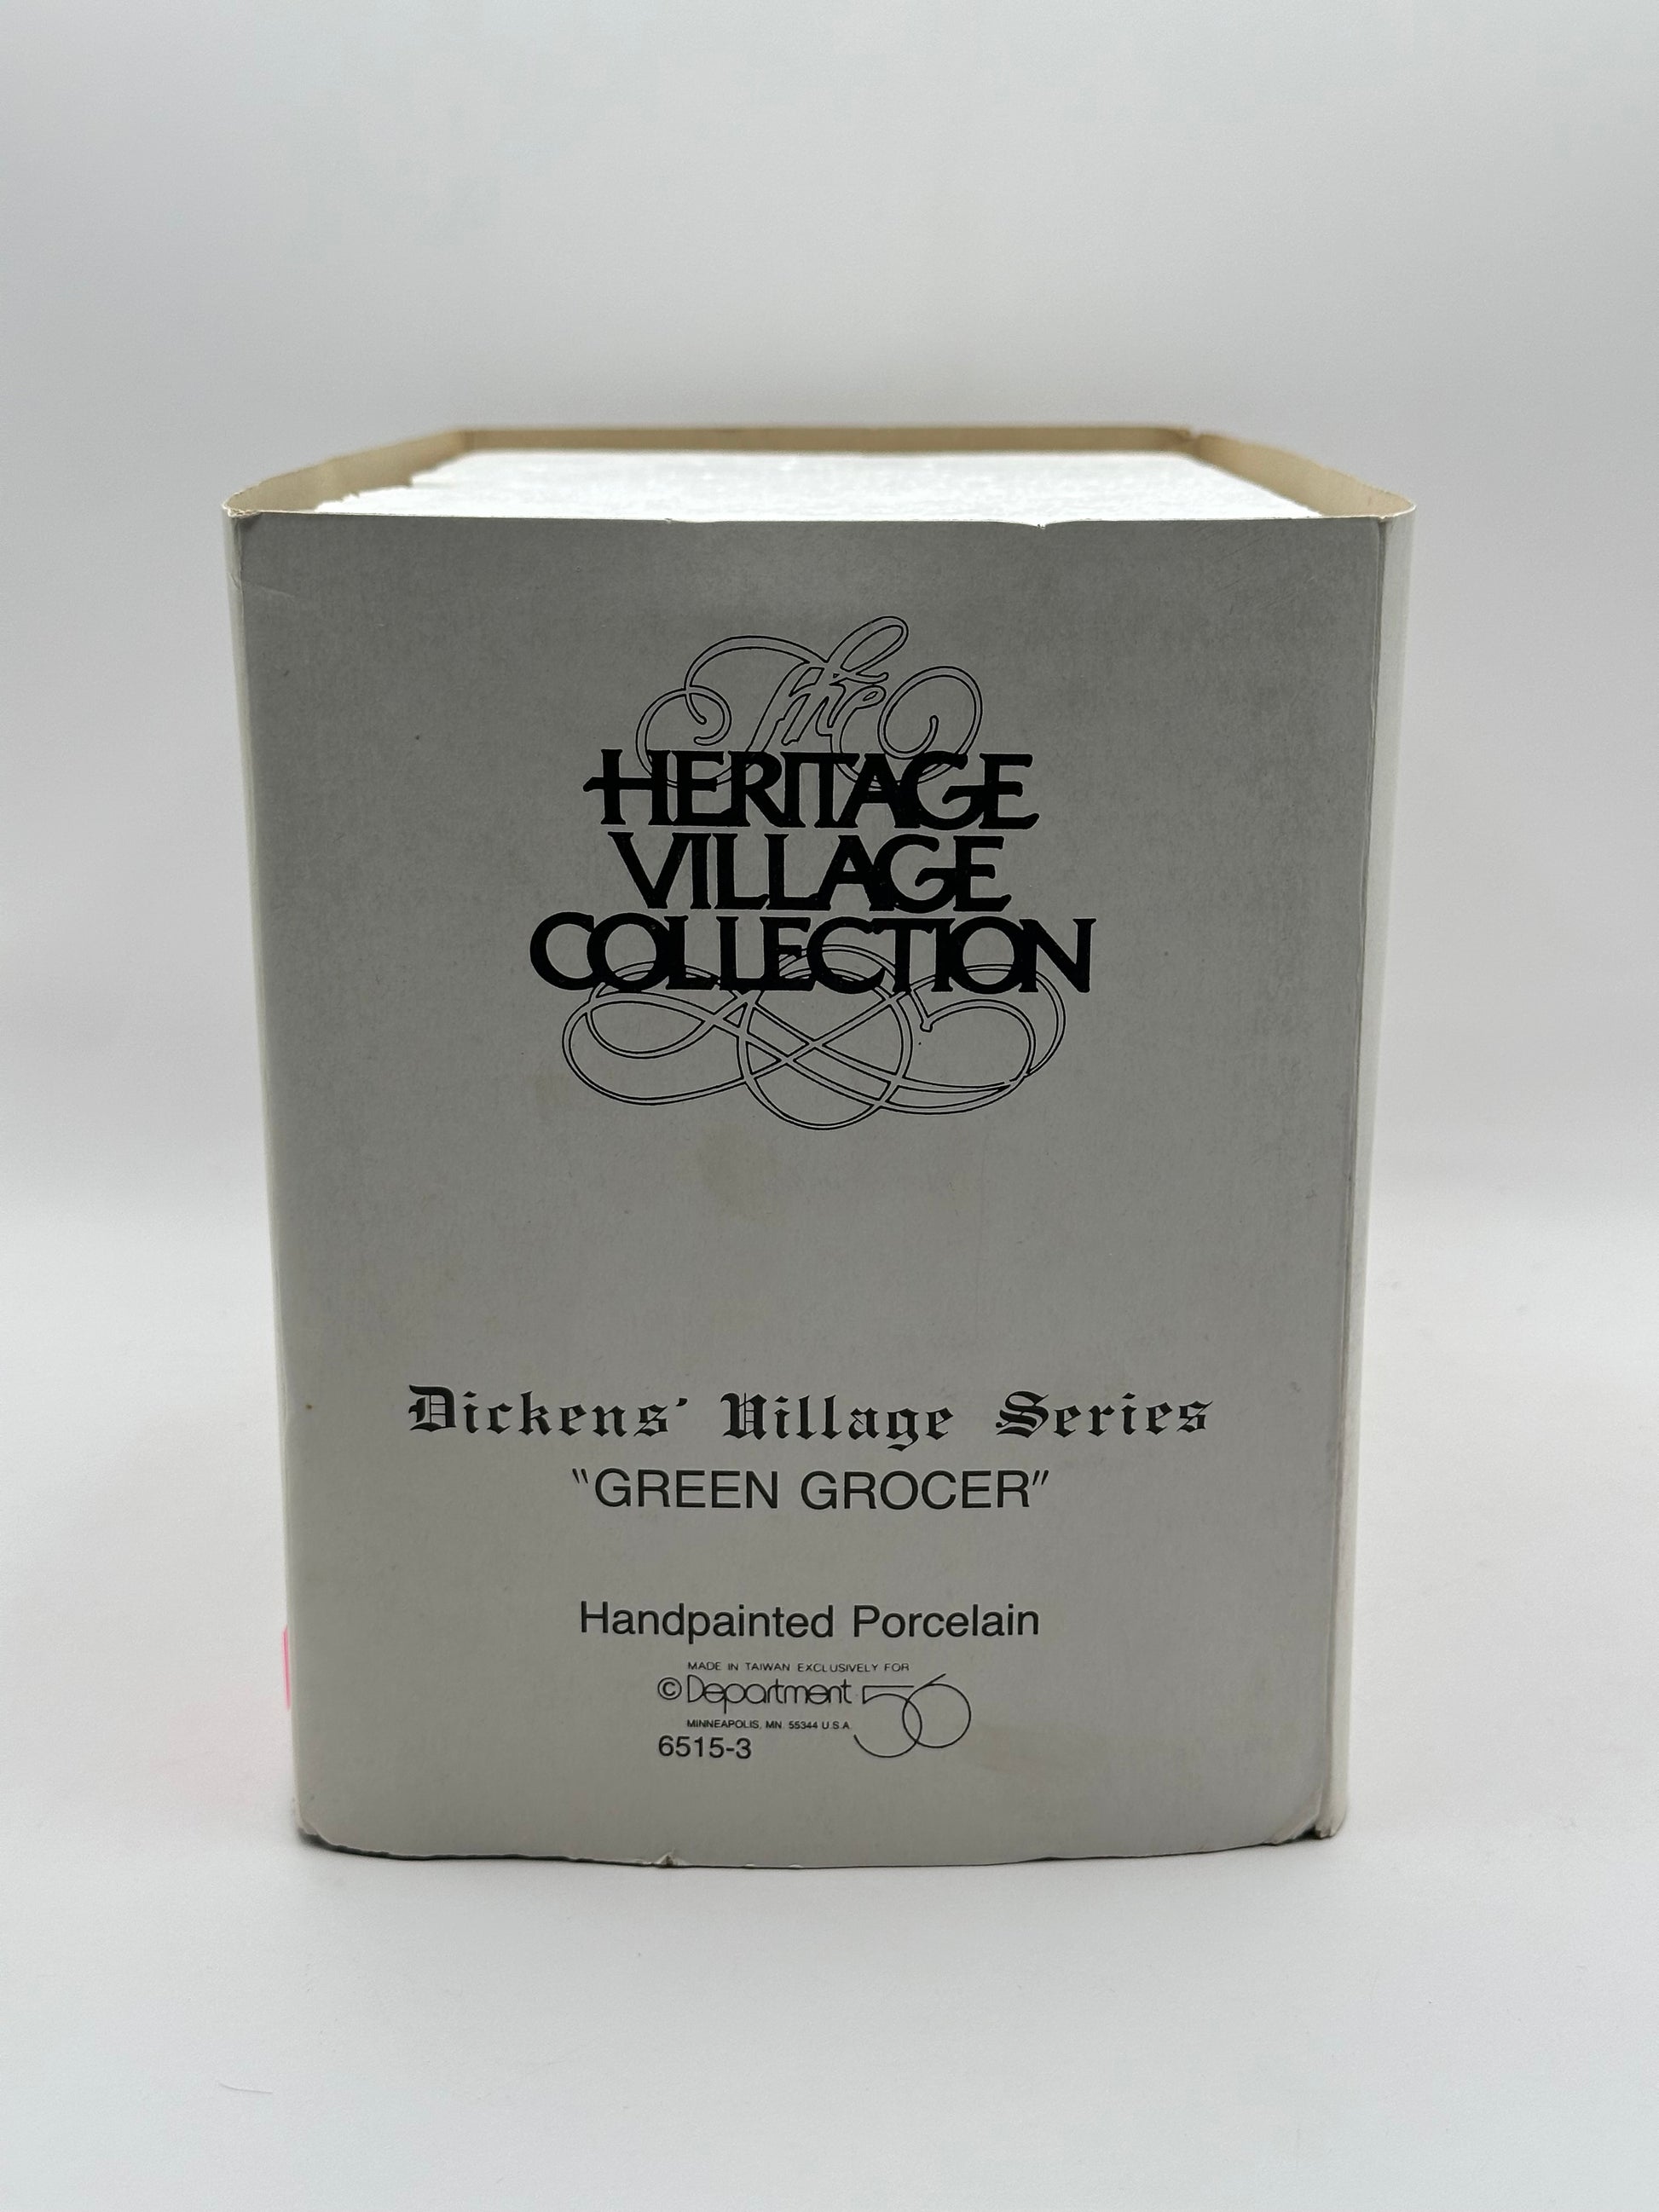 The
HERITAGE
VILLAGE
COLLECTION
Dickens' Village Series
"GREEN GROCER"
Handpainted Porcelain
MADE IN TAIWAN EXCLUSIVELY FOR
© Department 56
MINNEAPOLIS, MN. 55344 U.S.A.
6515-3